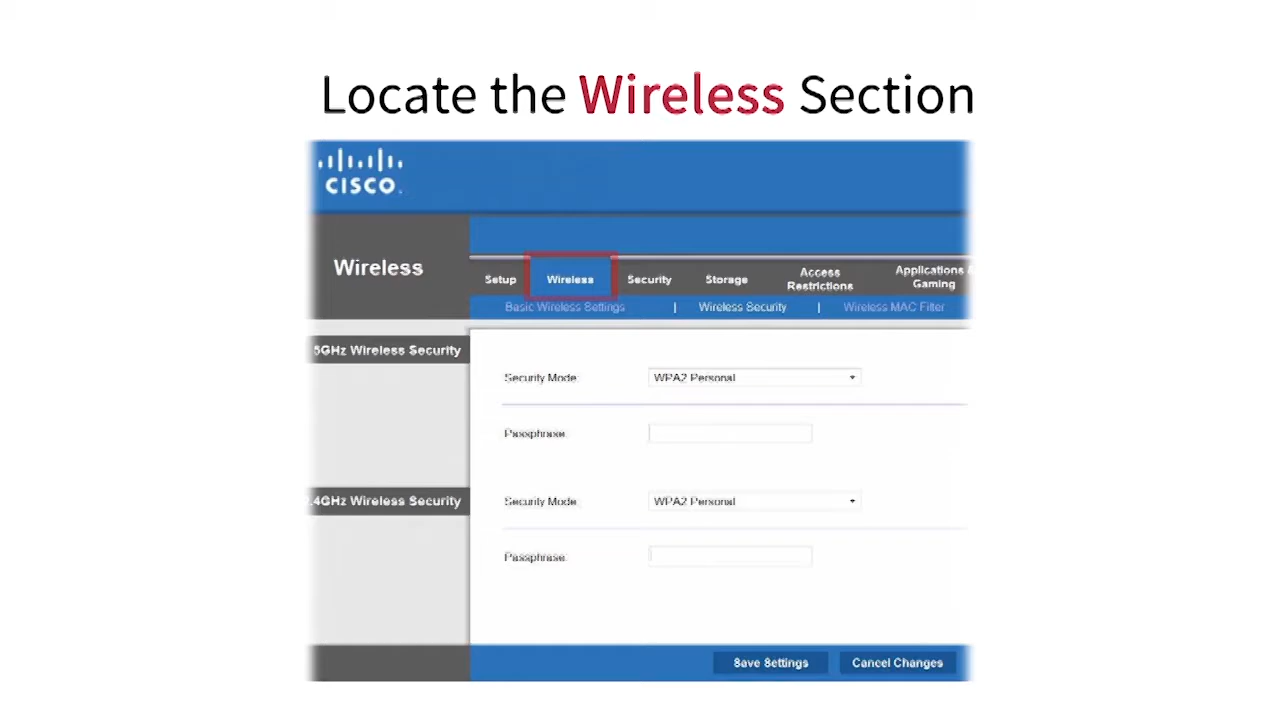 Locate the Wireless Section
CISCO
Wireless
Setup
Wireless
Security
Storage
Access
Restrictions
Applications &
Gaming
Basic Wireless Settings | Wireless Security | Wireless MAC Filter
5GHz Wireless Security
Security Mode: WPA2 Personal
Passphrase:
.4GHz Wireless Security
Security Mode: WPA2 Personal
Passphrase:
Save Settings
Cancel Changes